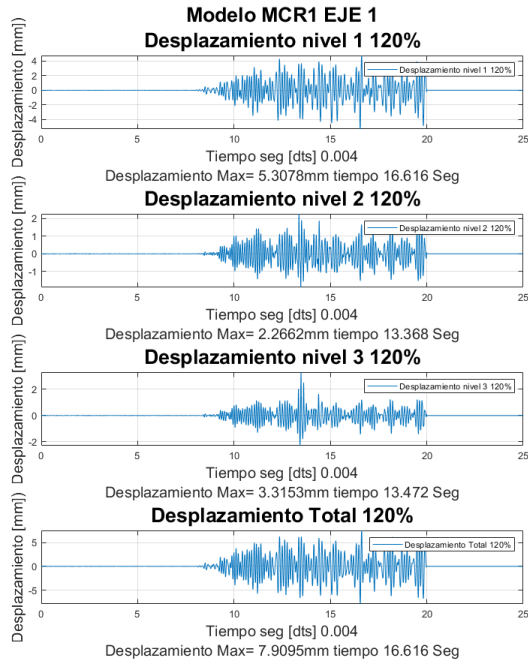 Modelo MCR1 EJE 1
Desplazamiento nivel 1 120%
Desplazamiento [mm])
4
2
0
-2
-4
Desplazamiento nivel 1 120%
0 5 10 15 20 25
Tiempo seg [dts] 0.004
Desplazamiento Max= 5.3078mm tiempo 16.616 Seg
Desplazamiento nivel 2 120%
Desplazamiento [mm])
2
1
0
-1
Desplazamiento nivel 2 120%
0 5 10 15 20 25
Tiempo seg [dts] 0.004
Desplazamiento Max= 2.2662mm tiempo 13.368 Seg
Desplazamiento nivel 3 120%
Desplazamiento [mm])
2
0
-2
Desplazamiento nivel 3 120%
0 5 10 15 20 25
Tiempo seg [dts] 0.004
Desplazamiento Max= 3.3153mm tiempo 13.472 Seg
Desplazamiento Total 120%
Desplazamiento [mm])
5
0
-5
Desplazamiento Total 120%
0 5 10 15 20 25
Tiempo seg [dts] 0.004
Desplazamiento Max= 7.9095mm tiempo 16.616 Seg